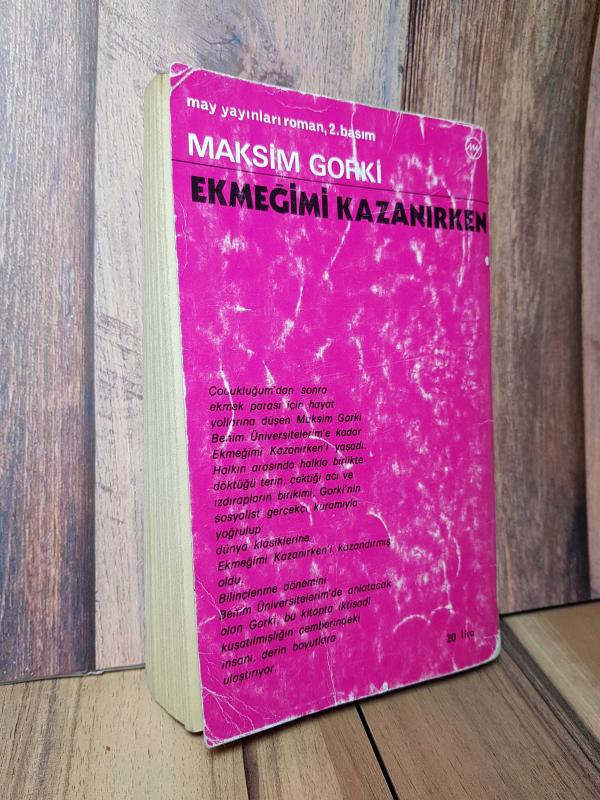 may yayınları roman, 2. basım
MAKSİM GORKİ
EKMEĞİMİ KAZANIRKEN
Çocukluğum'dan sonra
ekmek parası için hayat
yollarına düşen Maksim Gorki
Benim Üniversitelerim'e kadar
Ekmeğimi Kazanırken'i yaşadı.
Halkın arasında halkla birlikte
döktüğü terin, çektiği acı ve
ızdırapların birikimi, Gorki'nin
sosyalist gerçekçi kuramıyla
yoğrulup
dünya klasiklerine
Ekmeğimi Kazanırken'i kazandırmış
oldu.
Bilinçlenme dönemini
Benim Üniversitelerim'de anlatacak
olan Gorki, bu kitapta iktisadî
kuşatılmışlığın çemberindeki
insanı, derin boyutlara
ulaştırıyor.
20 lira